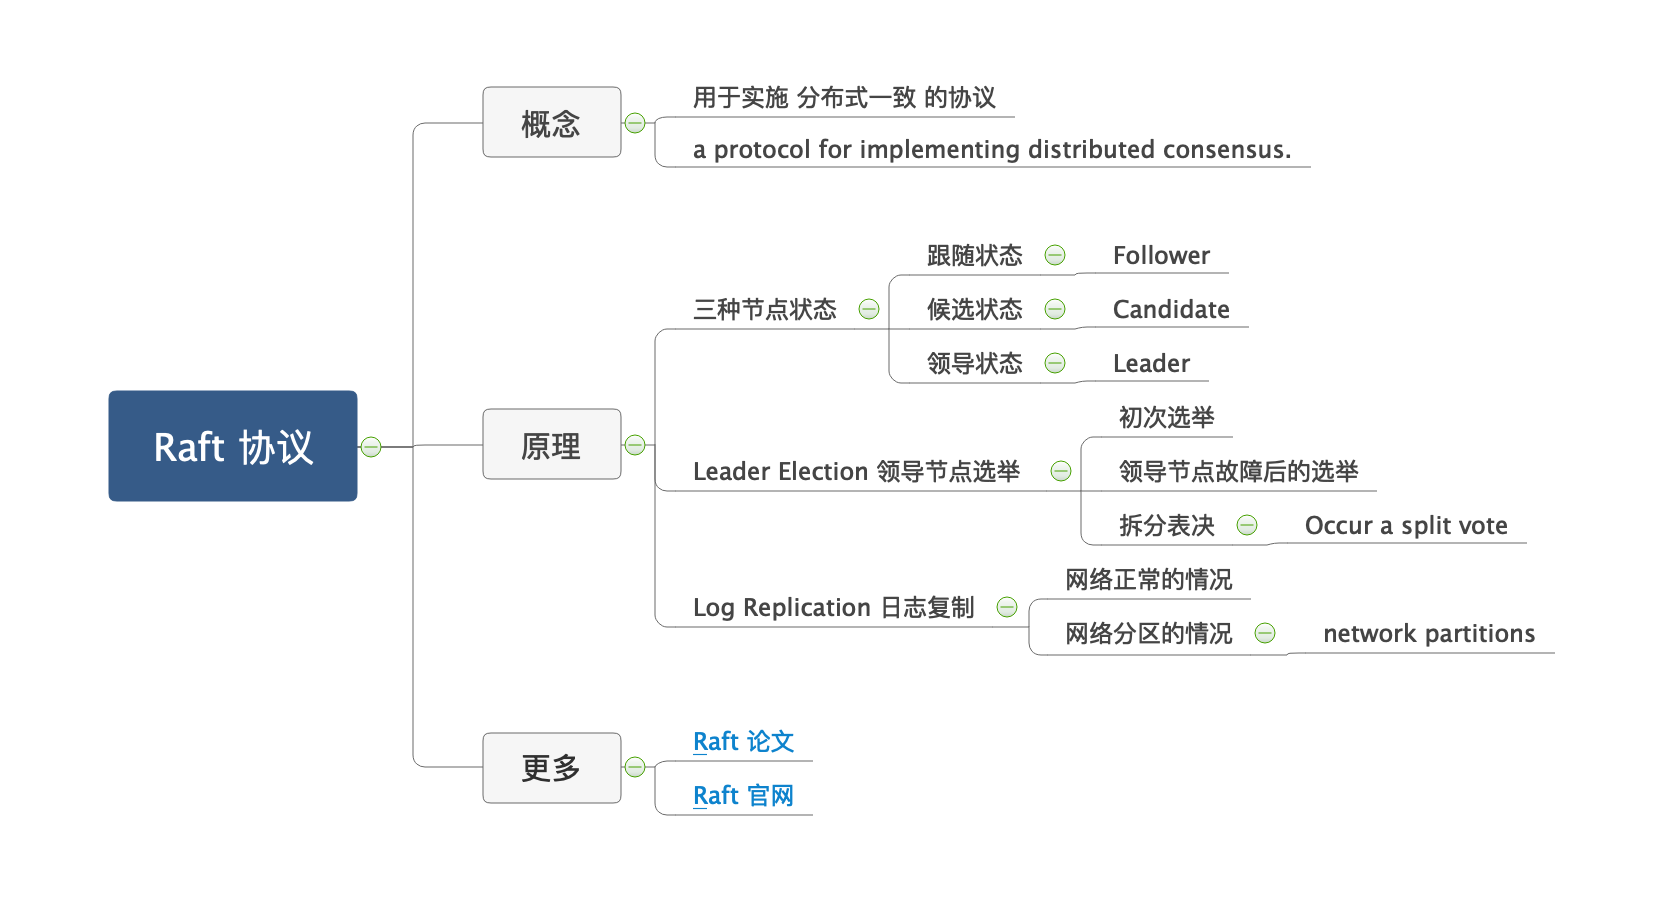 Raft 协议
概念
用于实施 分布式一致 的协议
a protocol for implementing distributed consensus.
原理
三种节点状态
跟随状态
Follower
候选状态
Candidate
领导状态
Leader
Leader Election 领导节点选举
初次选举
领导节点故障后的选举
拆分表决
Occur a split vote
Log Replication 日志复制
网络正常的情况
网络分区的情况
network partitions
更多
Raft 论文
Raft 官网